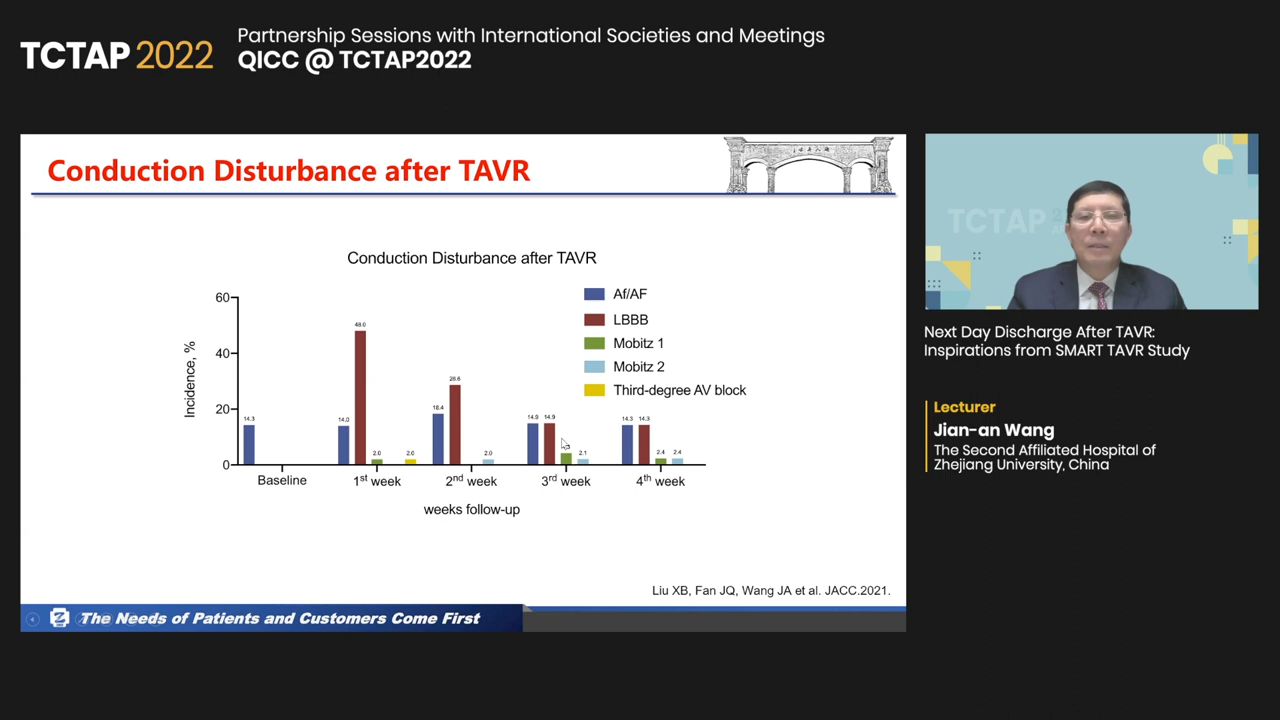 TCTAP 2022
Partnership Sessions with International Societies and Meetings
QICC @ TCTAP2022
Conduction Disturbance after TAVR
Conduction Disturbance after TAVR
Af/AF
LBBB
Mobitz 1
Mobitz 2
Third-degree AV block
Incidence, %
60
40
20
0
14.3
14.0
48.0
2.0
2.0
18.4
28.6
2.0
14.9
14.9
2.1
14.3
14.3
2.4
2.4
Baseline
1st week
2nd week
3rd week
4th week
weeks follow-up
Liu XB, Fan JQ, Wang JA et al. JACC.2021.
The Needs of Patients and Customers Come First
TCTAP
Next Day Discharge After TAVR:
Inspirations from SMART TAVR Study
Lecturer
Jian-an Wang
The Second Affiliated Hospital of
Zhejiang University, China